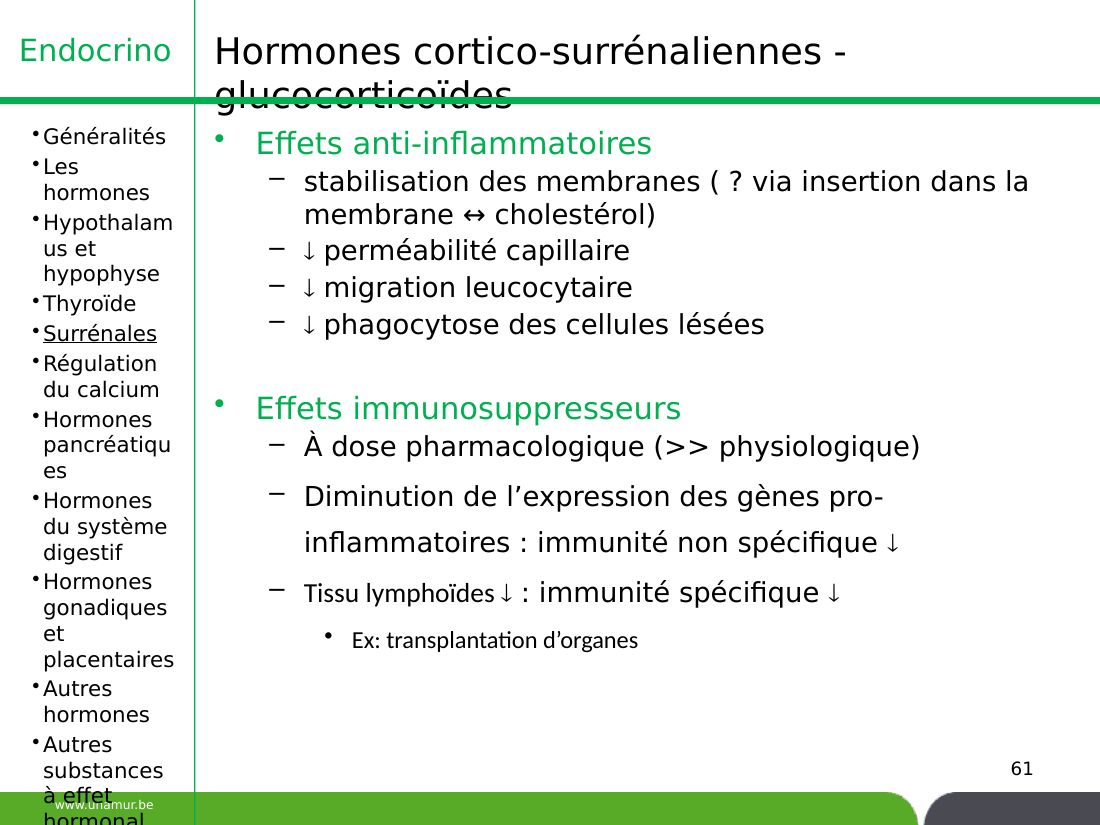 Endocrino
Hormones cortico-surrénaliennes -
glucocorticoïdes
•Généralités
•Les
hormones
•Hypothalam
us et
hypophyse
•Thyroïde
•Surrénales
•Régulation
du calcium
•Hormones
pancréatiqu
es
•Hormones
du système
digestif
•Hormones
gonadiques
et
placentaires
•Autres
hormones
•Autres
substances
à effet
hormonal
• Effets anti-inflammatoires
– stabilisation des membranes ( ? via insertion dans la
membrane ↔ cholestérol)
– ↓ perméabilité capillaire
– ↓ migration leucocytaire
– ↓ phagocytose des cellules lésées
• Effets immunosuppresseurs
– À dose pharmacologique (>> physiologique)
– Diminution de l’expression des gènes pro-
inflammatoires : immunité non spécifique ↓
– Tissu lymphoïdes ↓ : immunité spécifique ↓
• Ex: transplantation d’organes
61
www.unamur.be